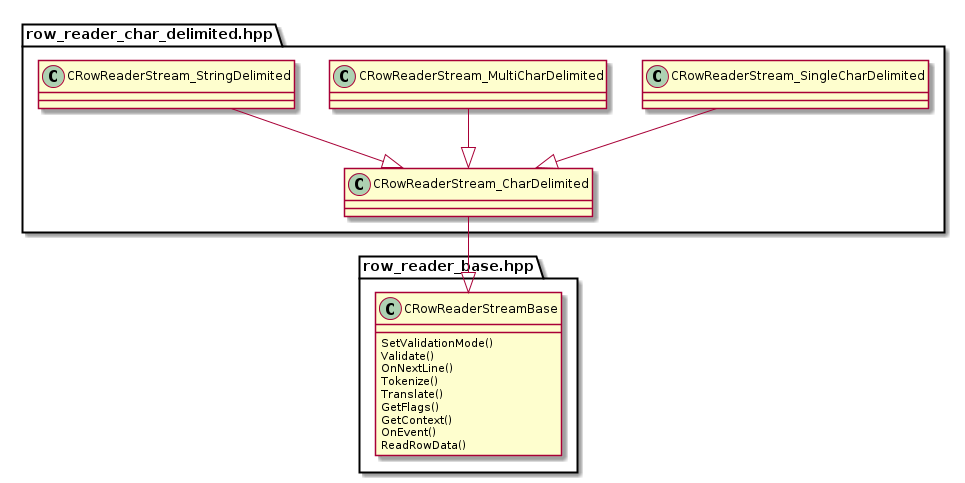 row_reader_char_delimited.hpp
C CRowReaderStream_StringDelimited
C CRowReaderStream_MultiCharDelimited
C CRowReaderStream_SingleCharDelimited
C CRowReaderStream_CharDelimited
row_reader_base.hpp
C CRowReaderStreamBase
SetValidationMode()
Validate()
OnNextLine()
Tokenize()
Translate()
GetFlags()
GetContext()
OnEvent()
ReadRowData()